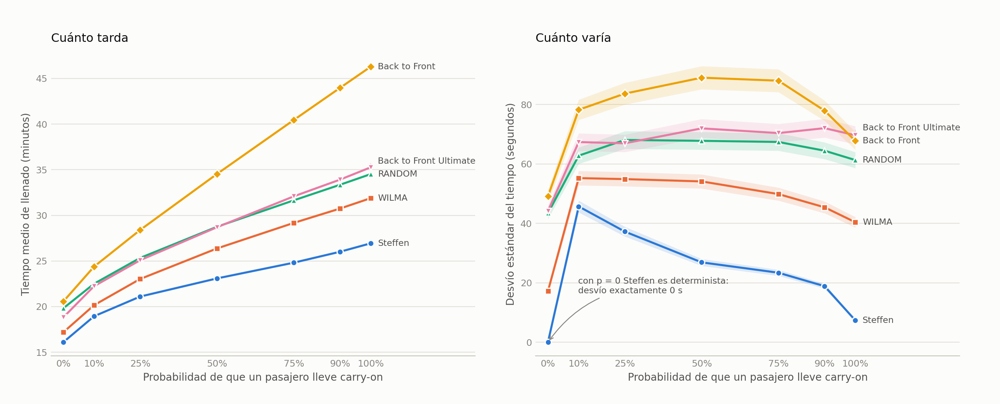 Cuánto tarda
Tiempo medio de llenado (minutos)
45
40
35
30
25
20
15
Back to Front
Back to Front Ultimate
RANDOM
WILMA
Steffen
0% 10% 25% 50% 75% 90% 100%
Probabilidad de que un pasajero lleve carry-on
Cuánto varía
Desvío estándar del tiempo (segundos)
80
60
40
20
0
Back to Front Ultimate
Back to Front
RANDOM
WILMA
con p = 0 Steffen es determinista:
desvío exactamente 0 s
Steffen
0% 10% 25% 50% 75% 90% 100%
Probabilidad de que un pasajero lleve carry-on